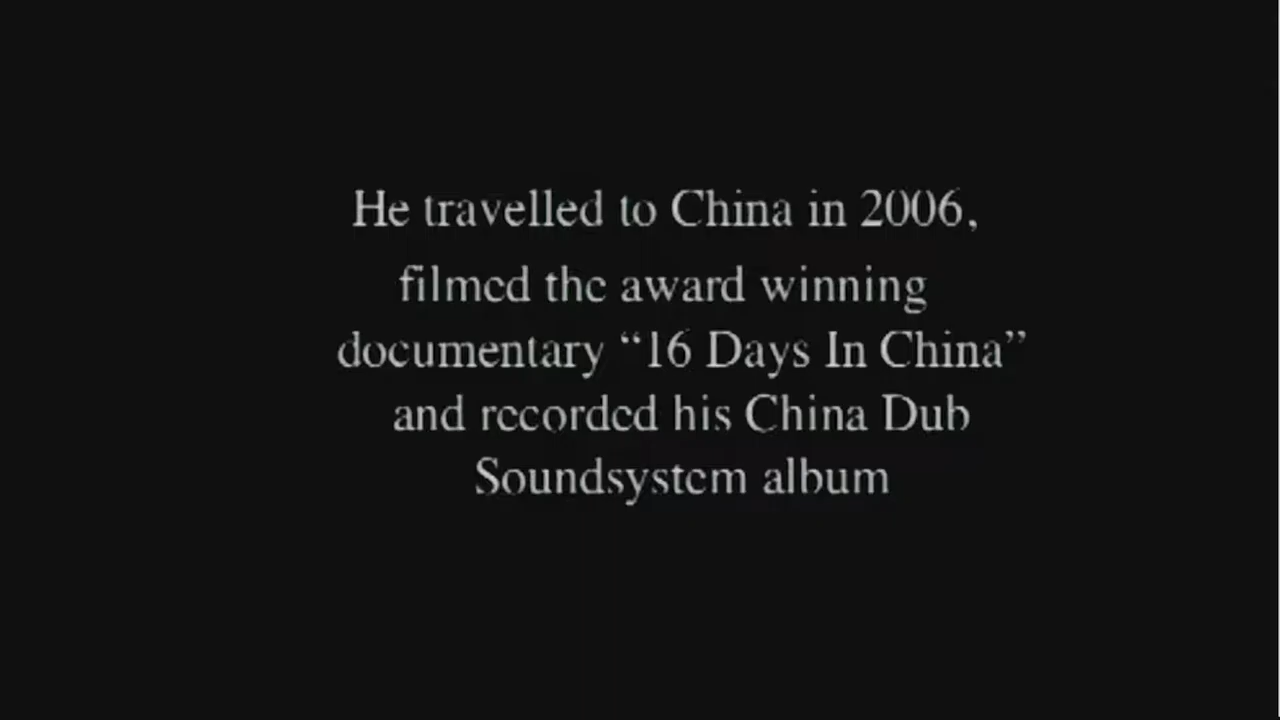 He travelled to China in 2006,
filmed the award winning
documentary “16 Days In China”
and recorded his China Dub
Soundsystem album